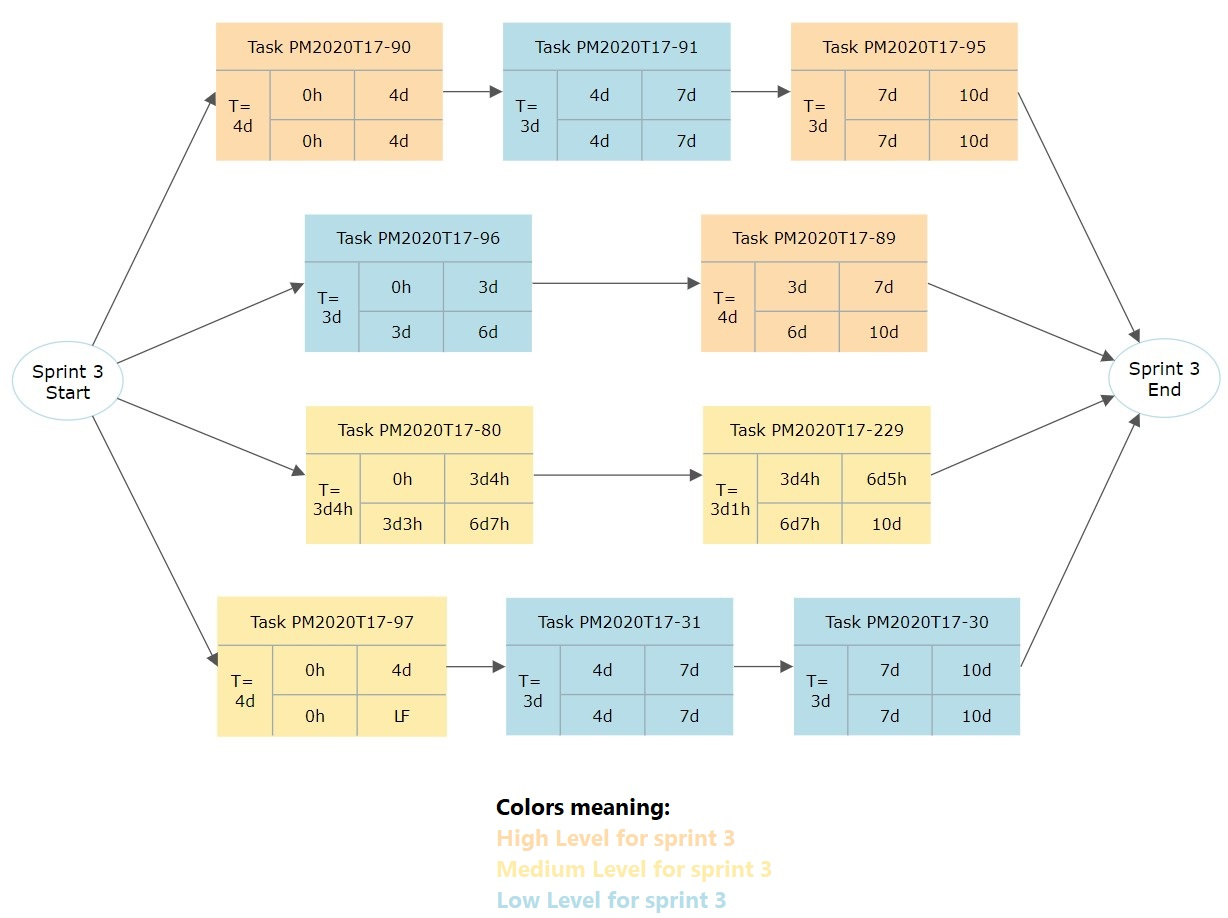 Task PM2020T17-90
T=
4d
0h 4d
0h 4d
Task PM2020T17-91
T=
3d
4d 7d
4d 7d
Task PM2020T17-95
T=
3d
7d 10d
7d 10d
Task PM2020T17-96
T=
3d
0h 3d
3d 6d
Task PM2020T17-89
T=
4d
3d 7d
6d 10d
Sprint 3
Start
Sprint 3
End
Task PM2020T17-80
T=
3d4h
0h 3d4h
3d3h 6d7h
Task PM2020T17-229
T=
3d1h
3d4h 6d5h
6d7h 10d
Task PM2020T17-97
T=
4d
0h 4d
0h LF
Task PM2020T17-31
T=
3d
4d 7d
4d 7d
Task PM2020T17-30
T=
3d
7d 10d
7d 10d
Colors meaning:
High Level for sprint 3
Medium Level for sprint 3
Low Level for sprint 3